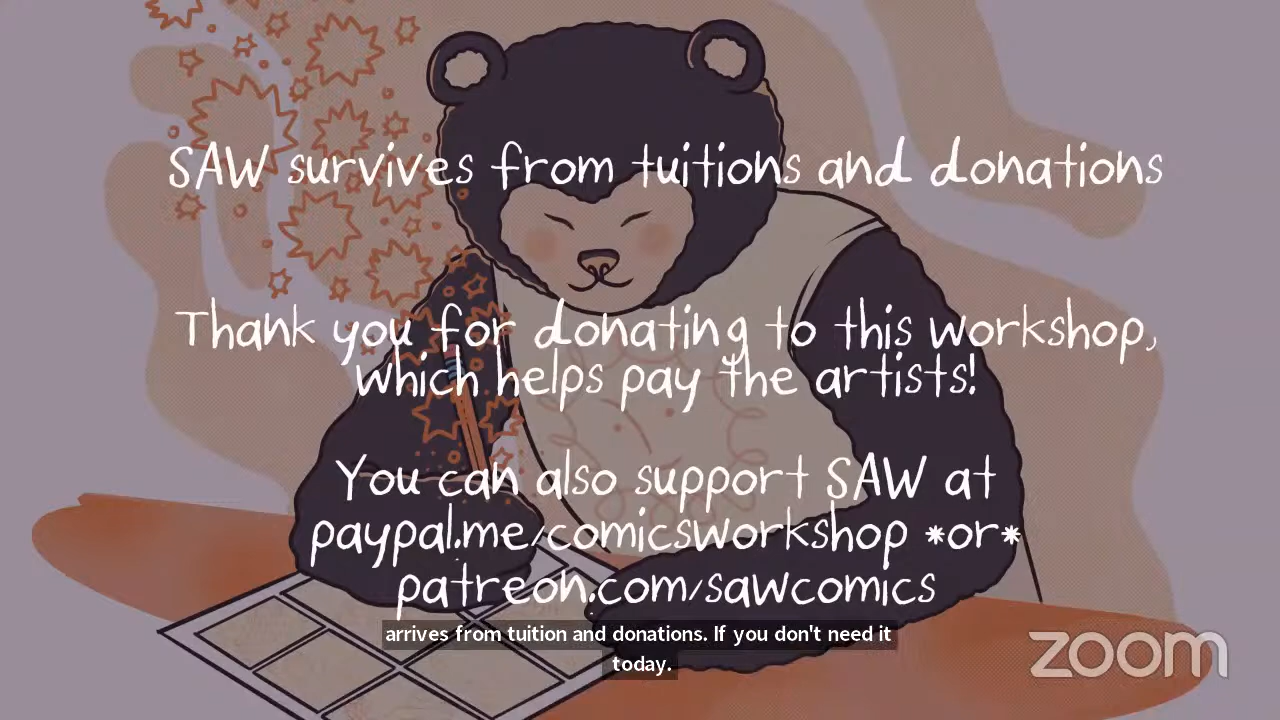 SAW survives from tuitions and donations
Thank you for donating to this workshop,
which helps pay the artists!
You can also support SAW at
paypal.me/comicsworkshop *or*
patreon.com/sawcomics
arrives from tuition and donations. If you don't need it
today.
zoom